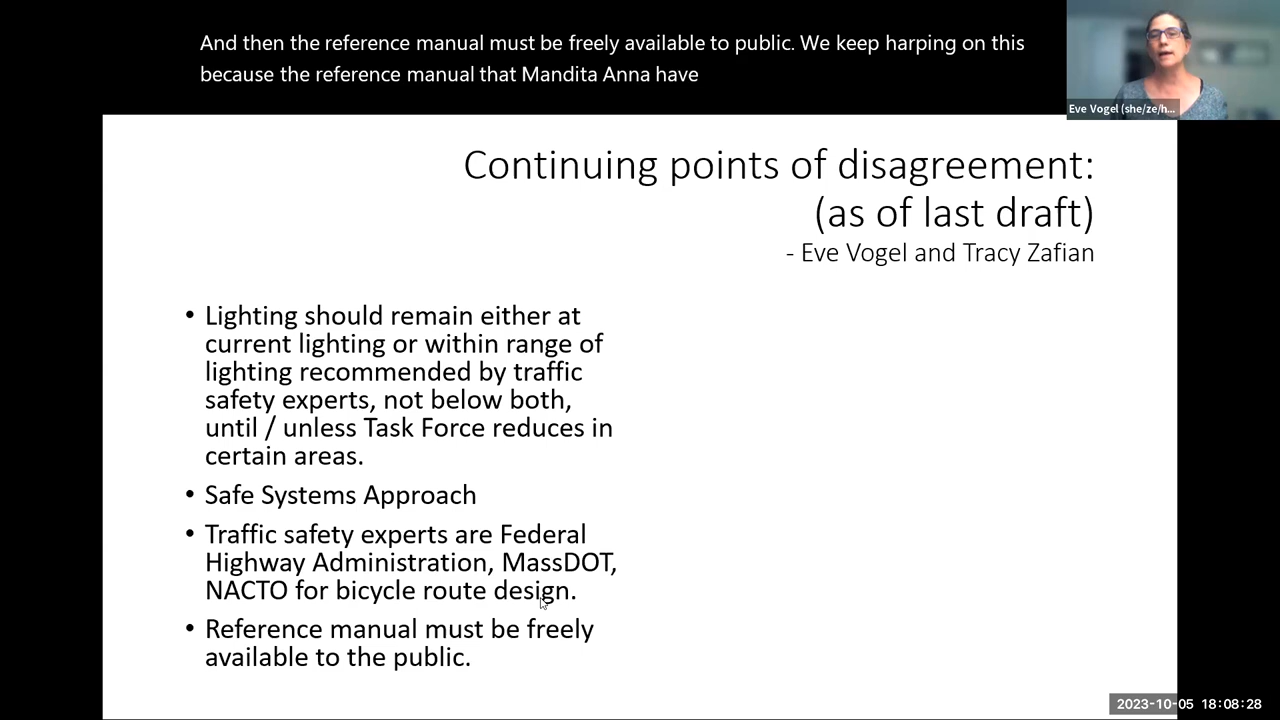 And then the reference manual must be freely available to public. We keep harping on this
because the reference manual that Mandita Anna have
Eve Vogel (she/ze/h...
Continuing points of disagreement:
(as of last draft)
- Eve Vogel and Tracy Zafian
• Lighting should remain either at
current lighting or within range of
lighting recommended by traffic
safety experts, not below both,
until / unless Task Force reduces in
certain areas.
• Safe Systems Approach
• Traffic safety experts are Federal
Highway Administration, MassDOT,
NACTO for bicycle route design.
• Reference manual must be freely
available to the public.
2023-10-05 18:08:28